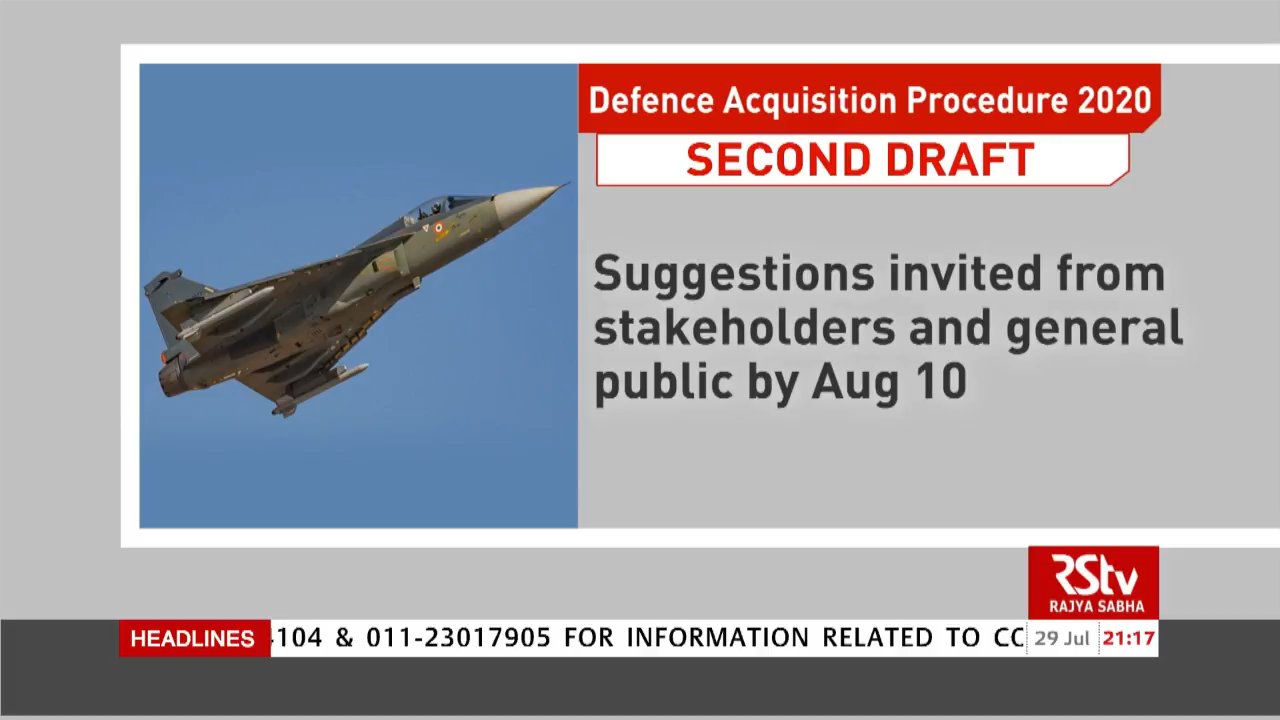 Defence Acquisition Procedure 2020
SECOND DRAFT
Suggestions invited from
stakeholders and general
public by Aug 10
RStv
RAJYA SABHA
HEADLINES
104 & 011-23017905 FOR INFORMATION RELATED TO
29 Jul
21:17